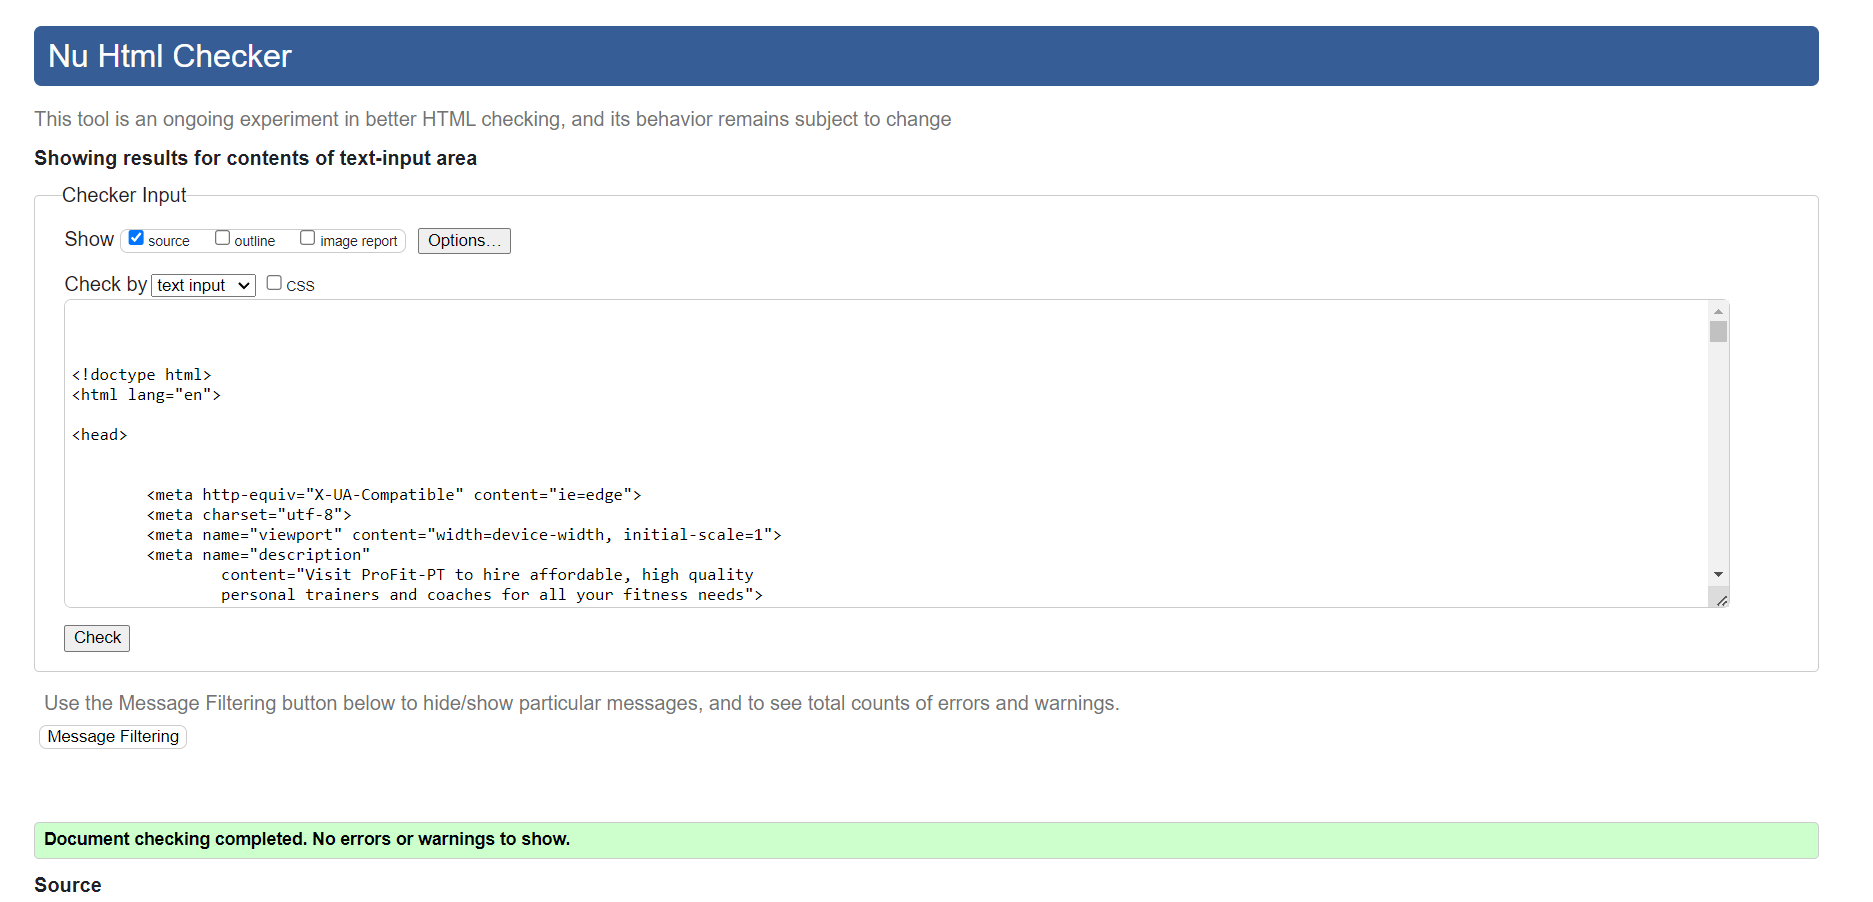 Nu Html Checker
This tool is an ongoing experiment in better HTML checking, and its behavior remains subject to change
Showing results for contents of text-input area
Checker Input
Show source outline image report Options...
Check by text input CSS
<!doctype html>
<html lang="en">
<head>
<meta http-equiv="X-UA-Compatible" content="ie=edge">
<meta charset="utf-8">
<meta name="viewport" content="width=device-width, initial-scale=1">
<meta name="description"
content="Visit ProFit-PT to hire affordable, high quality
personal trainers and coaches for all your fitness needs">
Check
Use the Message Filtering button below to hide/show particular messages, and to see total counts of errors and warnings.
Message Filtering
Document checking completed. No errors or warnings to show.
Source